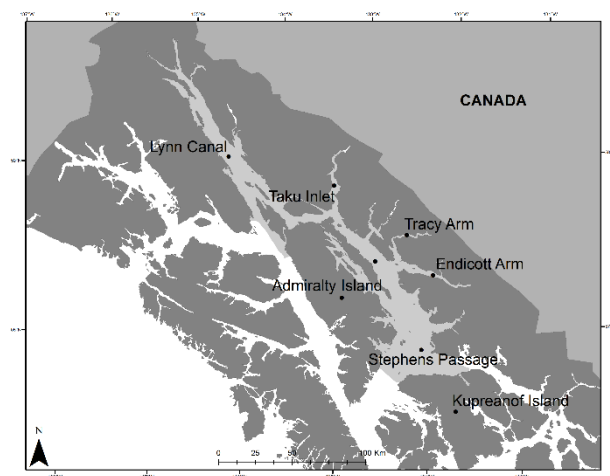 CANADA
Lynn Canal
Taku Inlet
Tracy Arm
Endicott Arm
Admiralty Island
Stephens Passage
Kupreanof Island
N
0 25 50 100 Km